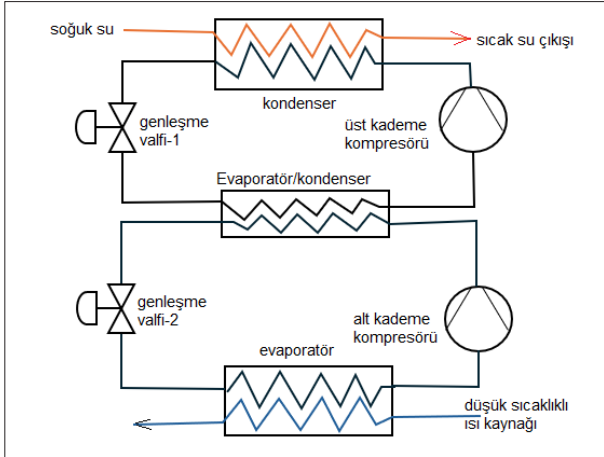 soğuk su
sıcak su çıkışı
kondenser
genleşme
valfi-1
üst kademe
kompresörü
Evaporatör/kondenser
genleşme
valfi-2
alt kademe
kompresörü
evaporatör
düşük sıcaklıklı
ısı kaynağı